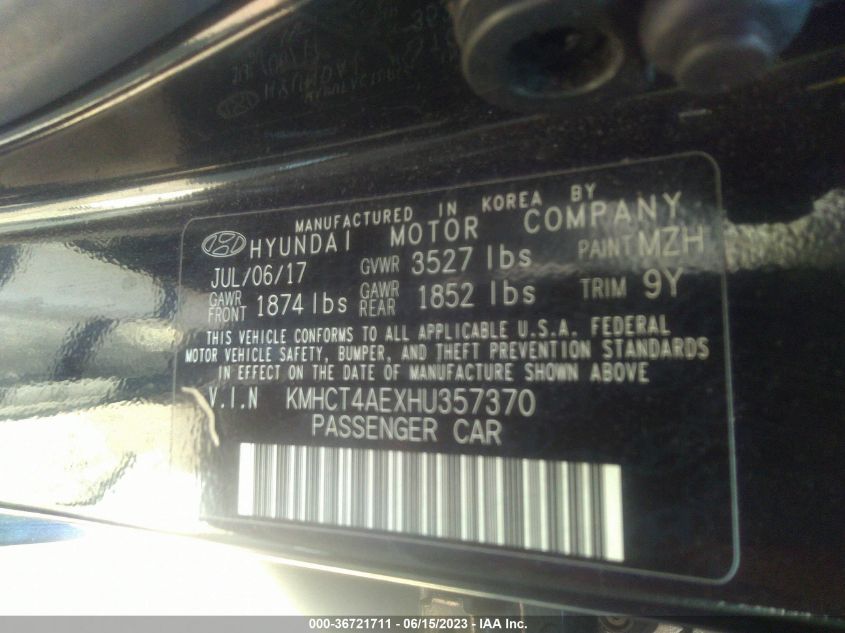 MANUFACTURED IN KOREA BY
HYUNDAI MOTOR COMPANY
JUL/06/17 GVWR 3527 lbs PAINT MZH
GAWR FRONT 1874 lbs GAWR REAR 1852 lbs TRIM 9Y
THIS VEHICLE CONFORMS TO ALL APPLICABLE U.S.A. FEDERAL
MOTOR VEHICLE SAFETY, BUMPER, AND THEFT PREVENTION STANDARDS
IN EFFECT ON THE DATE OF MANUFACTURE SHOWN ABOVE
V.I.N KMHCT4AEXHU357370
PASSENGER CAR
000-36721711 - 06/15/2023 - IAA Inc.